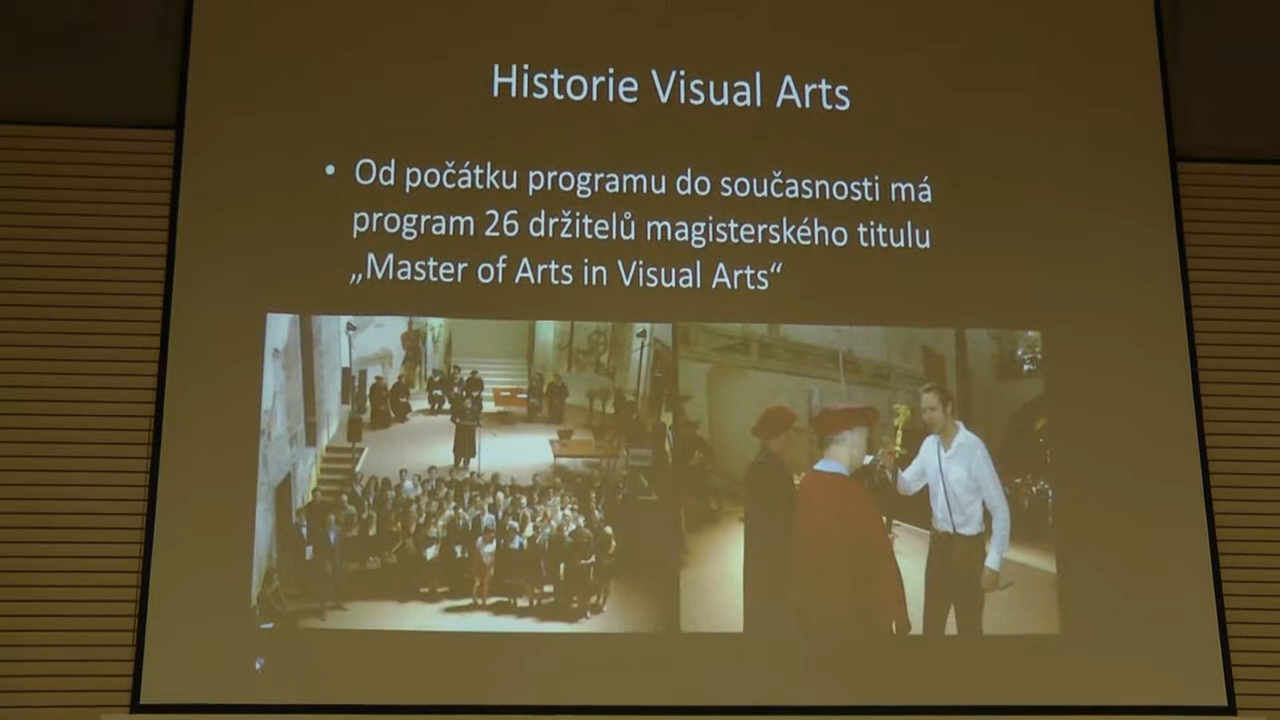 Historie Visual Arts
• Od počátku programu do současnosti má
program 26 držitelů magisterského titulu
„Master of Arts in Visual Arts“